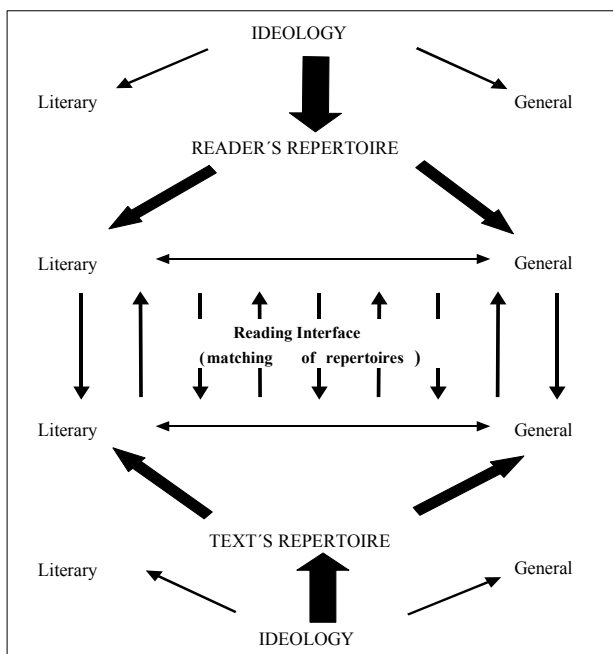 IDEOLOGY
Literary General
READER´S REPERTOIRE
Literary General
Reading Interface
(matching of repertoires )
Literary General
TEXT´S REPERTOIRE
Literary General
IDEOLOGY